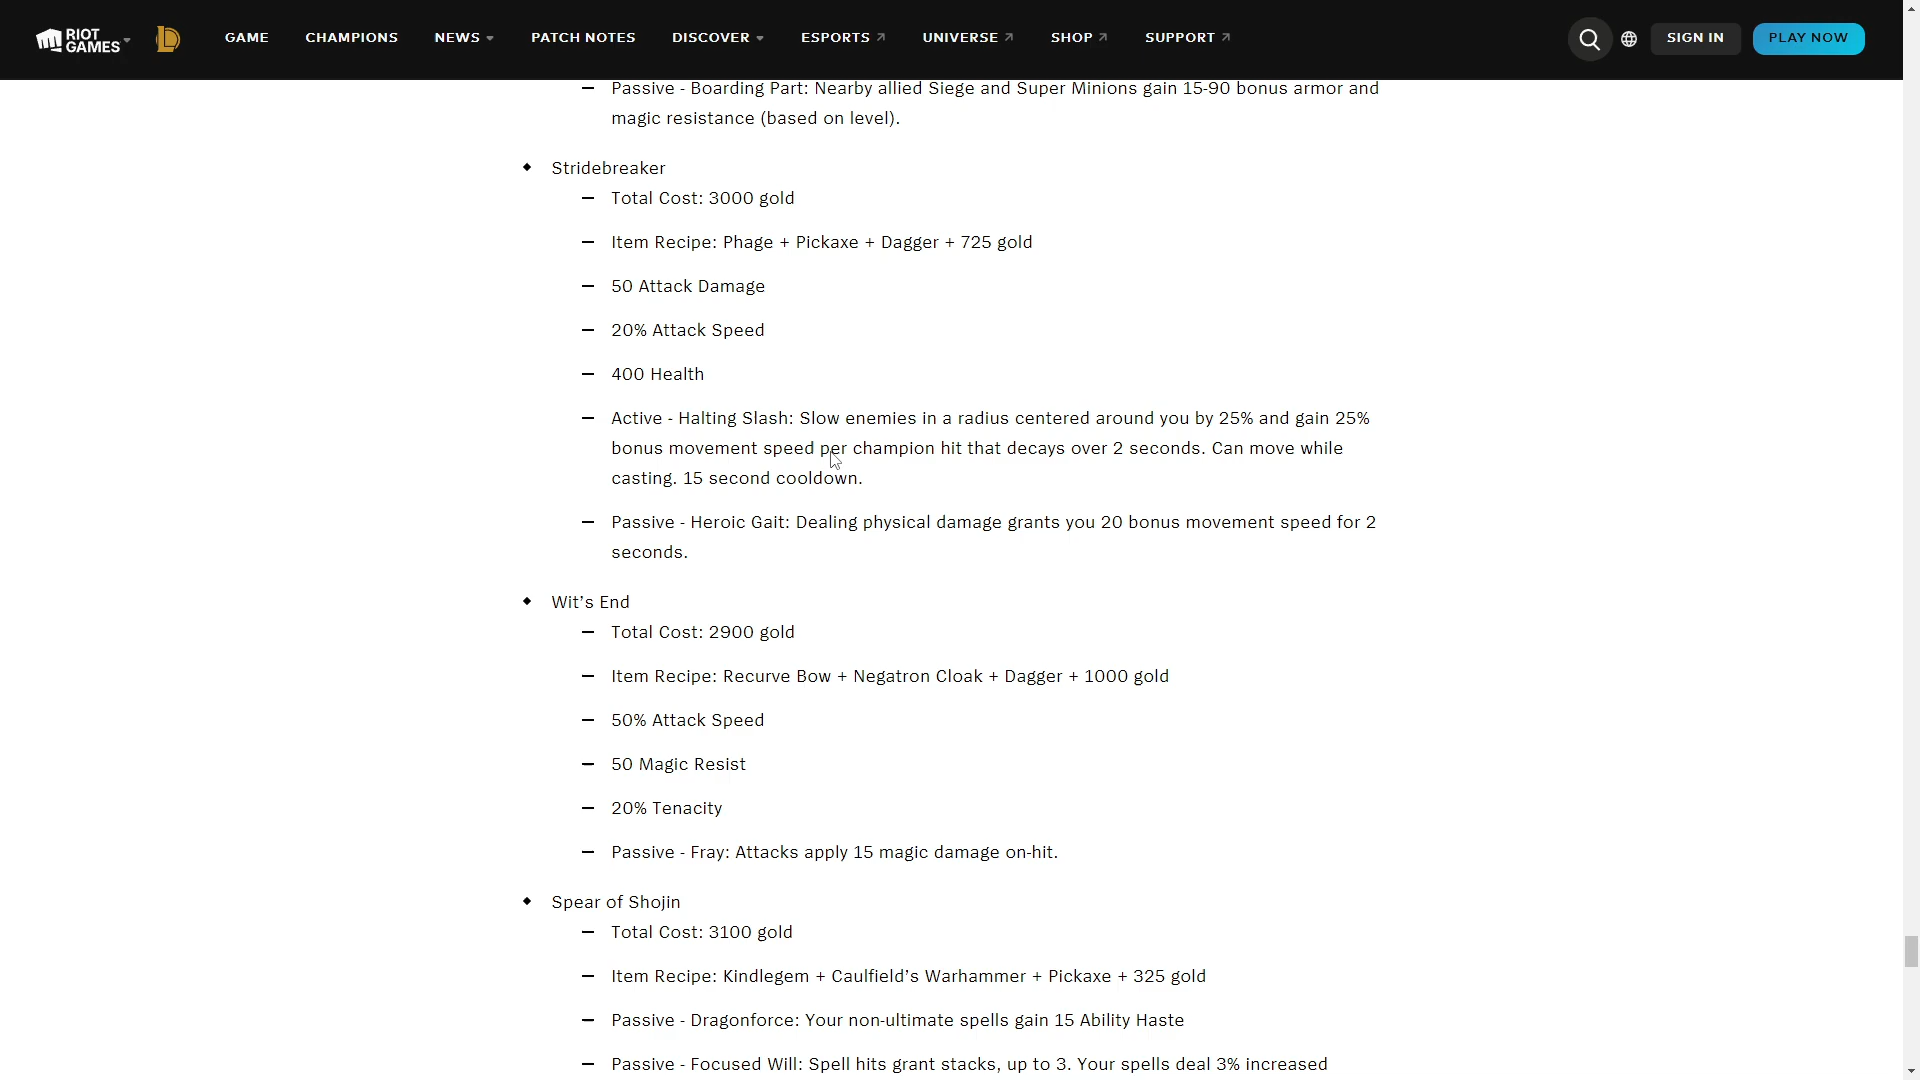 RIOT GAMES GAME CHAMPIONS NEWS PATCH NOTES DISCOVER ESPORTS UNIVERSE SHOP SUPPORT SIGN IN PLAY NOW
– Passive - Boarding Part: Nearby allied Siege and Super Minions gain 15-90 bonus armor and
magic resistance (based on level).
◆ Stridebreaker
– Total Cost: 3000 gold
– Item Recipe: Phage + Pickaxe + Dagger + 725 gold
– 50 Attack Damage
– 20% Attack Speed
– 400 Health
– Active - Halting Slash: Slow enemies in a radius centered around you by 25% and gain 25%
bonus movement speed per champion hit that decays over 2 seconds. Can move while
casting. 15 second cooldown.
– Passive - Heroic Gait: Dealing physical damage grants you 20 bonus movement speed for 2
seconds.
◆ Wit’s End
– Total Cost: 2900 gold
– Item Recipe: Recurve Bow + Negatron Cloak + Dagger + 1000 gold
– 50% Attack Speed
– 50 Magic Resist
– 20% Tenacity
– Passive - Fray: Attacks apply 15 magic damage on-hit.
◆ Spear of Shojin
– Total Cost: 3100 gold
– Item Recipe: Kindlegem + Caulfield’s Warhammer + Pickaxe + 325 gold
– Passive - Dragonforce: Your non-ultimate spells gain 15 Ability Haste
– Passive - Focused Will: Spell hits grant stacks, up to 3. Your spells deal 3% increased